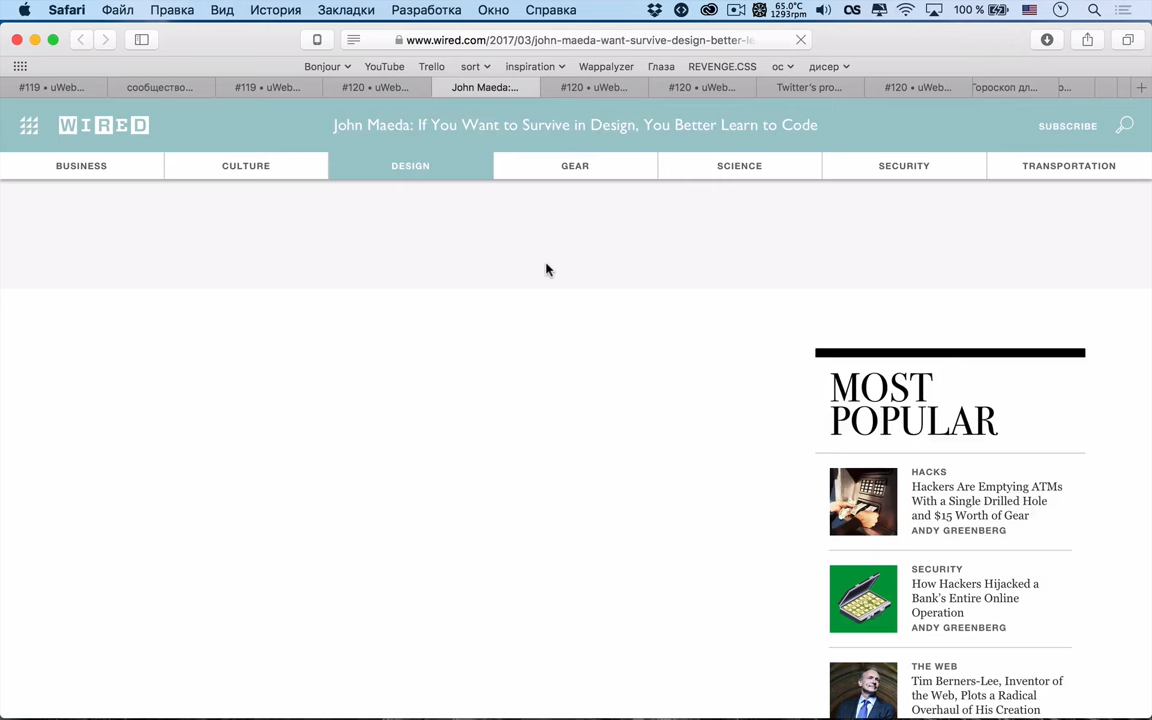 Safari Файл Правка Вид История Закладки Разработка Окно Справка 65.0°C 1293rpm 100 %
www.wired.com/2017/03/john-maeda-want-survive-design-better-le
Bonjour YouTube Trello sort inspiration Wappalyzer Глаза REVENGE.CSS ос дисер
#119 • uWeb... сообщество... #119 • uWeb... #120 • uWeb... John Maeda:... #120 • uWeb... #120 • uWeb... Twitter's pro... #120 • uWeb... Гороскоп дл...
WIRED John Maeda: If You Want to Survive in Design, You Better Learn to Code SUBSCRIBE
BUSINESS CULTURE DESIGN GEAR SCIENCE SECURITY TRANSPORTATION
MOST
POPULAR
HACKS
Hackers Are Emptying ATMs
With a Single Drilled Hole
and $15 Worth of Gear
ANDY GREENBERG
SECURITY
How Hackers Hijacked a
Bank's Entire Online
Operation
ANDY GREENBERG
THE WEB
Tim Berners-Lee, Inventor of
the Web, Plots a Radical
Overhaul of His Creation